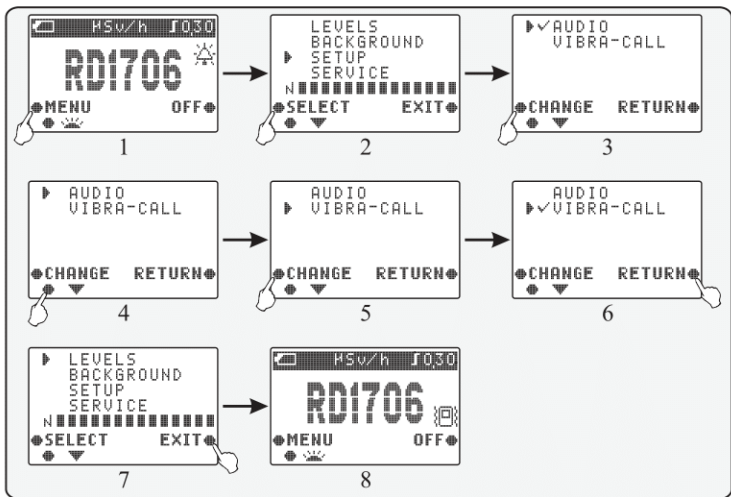 μSv/h 0.30
RD1706
MENU OFF
1
LEVELS
BACKGROUND
SETUP
SERVICE
N
SELECT EXIT
2
AUDIO
VIBRA-CALL
CHANGE RETURN
3
AUDIO
VIBRA-CALL
CHANGE RETURN
4
AUDIO
VIBRA-CALL
CHANGE RETURN
5
AUDIO
VIBRA-CALL
CHANGE RETURN
6
LEVELS
BACKGROUND
SETUP
SERVICE
N
SELECT EXIT
7
μSv/h 0.30
RD1706
MENU OFF
8